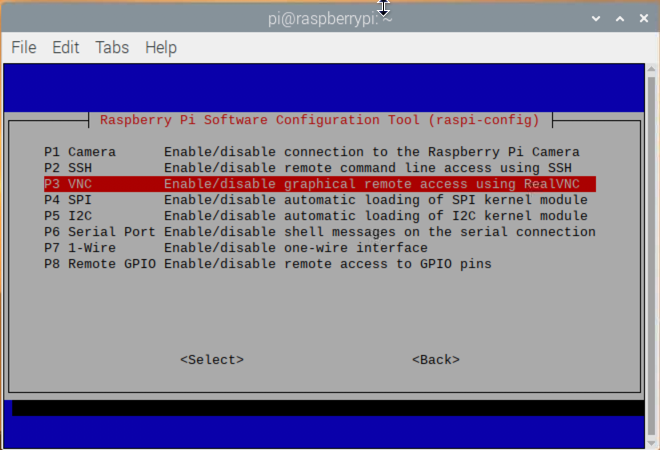 pi@raspberrypi: ~
File Edit Tabs Help
Raspberry Pi Software Configuration Tool (raspi-config)
P1 Camera Enable/disable connection to the Raspberry Pi Camera
P2 SSH Enable/disable remote command line access using SSH
P3 VNC Enable/disable graphical remote access using RealVNC
P4 SPI Enable/disable automatic loading of SPI kernel module
P5 I2C Enable/disable automatic loading of I2C kernel module
P6 Serial Port Enable/disable shell messages on the serial connection
P7 1-Wire Enable/disable one-wire interface
P8 Remote GPIO Enable/disable remote access to GPIO pins
<Select> <Back>